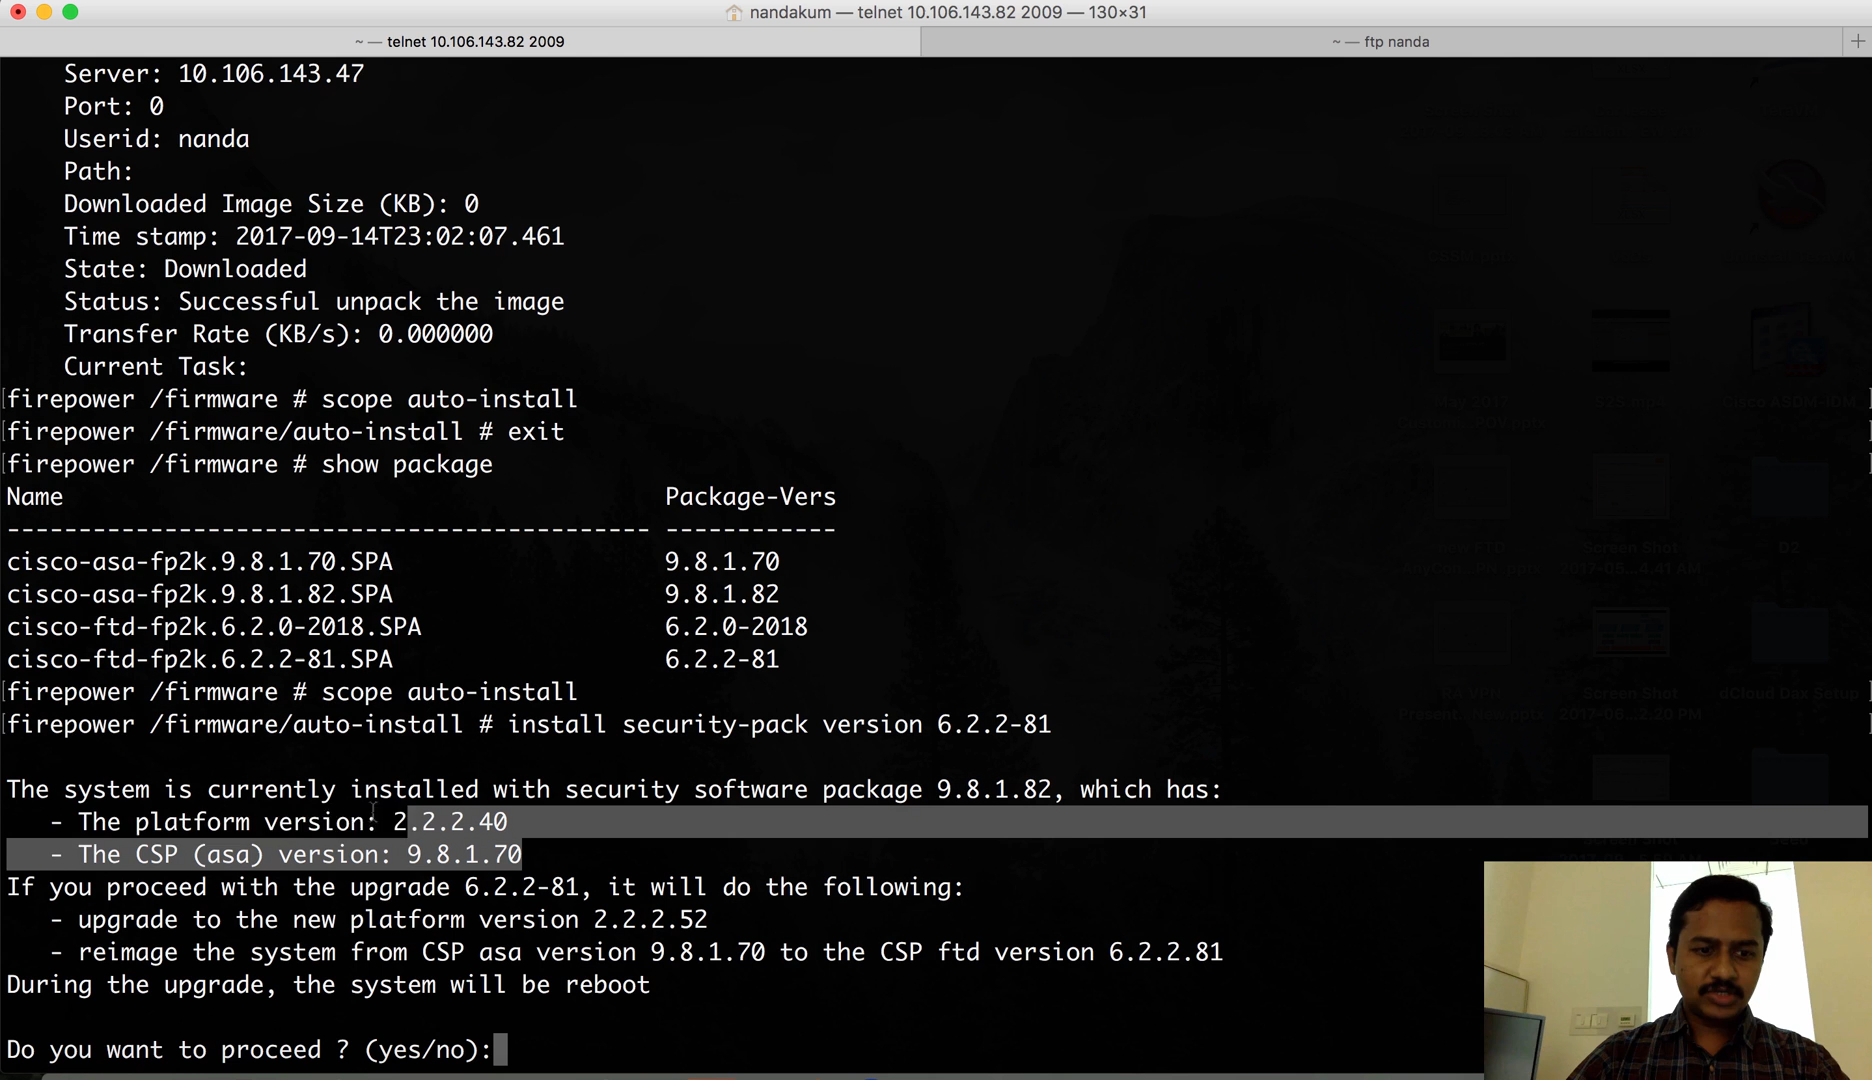 nandakum — telnet 10.106.143.82 2009 — 130×31
~ — telnet 10.106.143.82 2009
~ — ftp nanda
Server: 10.106.143.47
Port: 0
Userid: nanda
Path:
Downloaded Image Size (KB): 0
Time stamp: 2017-09-14T23:02:07.461
State: Downloaded
Status: Successful unpack the image
Transfer Rate (KB/s): 0.000000
Current Task:
[firepower /firmware # scope auto-install ]
[firepower /firmware/auto-install # exit ]
[firepower /firmware # show package ]
Name Package-Vers
--------------------------------------------- ------------
cisco-asa-fp2k.9.8.1.70.SPA 9.8.1.70
cisco-asa-fp2k.9.8.1.82.SPA 9.8.1.82
cisco-ftd-fp2k.6.2.0-2018.SPA 6.2.0-2018
cisco-ftd-fp2k.6.2.2-81.SPA 6.2.2-81
[firepower /firmware # scope auto-install ]
[firepower /firmware/auto-install # install security-pack version 6.2.2-81 ]
The system is currently installed with security software package 9.8.1.82, which has:
- The platform version: 2.2.2.40
- The CSP (asa) version: 9.8.1.70
If you proceed with the upgrade 6.2.2-81, it will do the following:
- upgrade to the new platform version 2.2.2.52
- reimage the system from CSP asa version 9.8.1.70 to the CSP ftd version 6.2.2.81
During the upgrade, the system will be reboot
Do you want to proceed ? (yes/no):